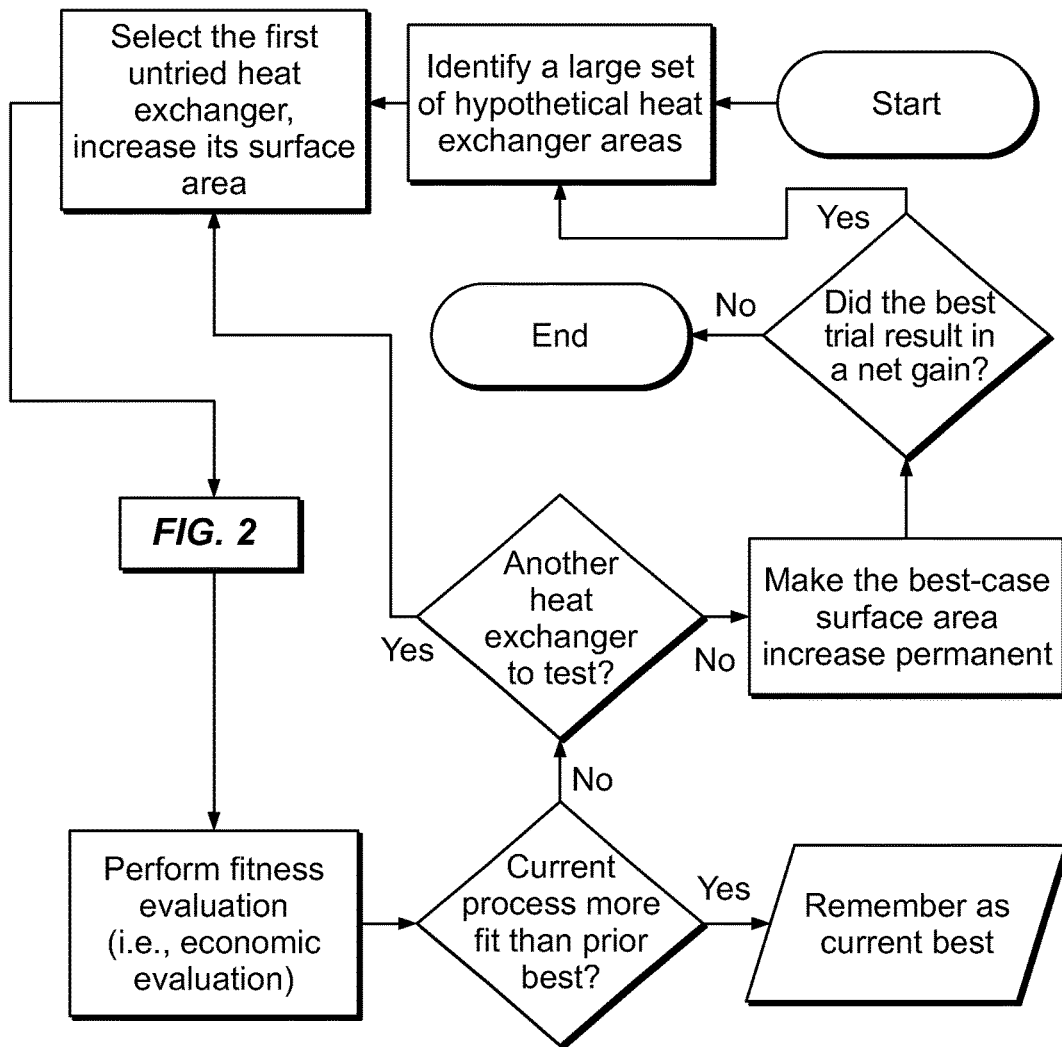 Select the first
untried heat
exchanger,
increase its surface
area
Identify a large set
of hypothetical heat
exchanger areas
Start
Yes
Did the best
trial result in
a net gain?
No
End
FIG. 2
Another
heat
exchanger
to test?
Yes
No
Make the best-case
surface area
increase permanent
No
Perform fitness
evaluation
(i.e., economic
evaluation)
Current
process more
fit than prior
best?
Yes
Remember as
current best